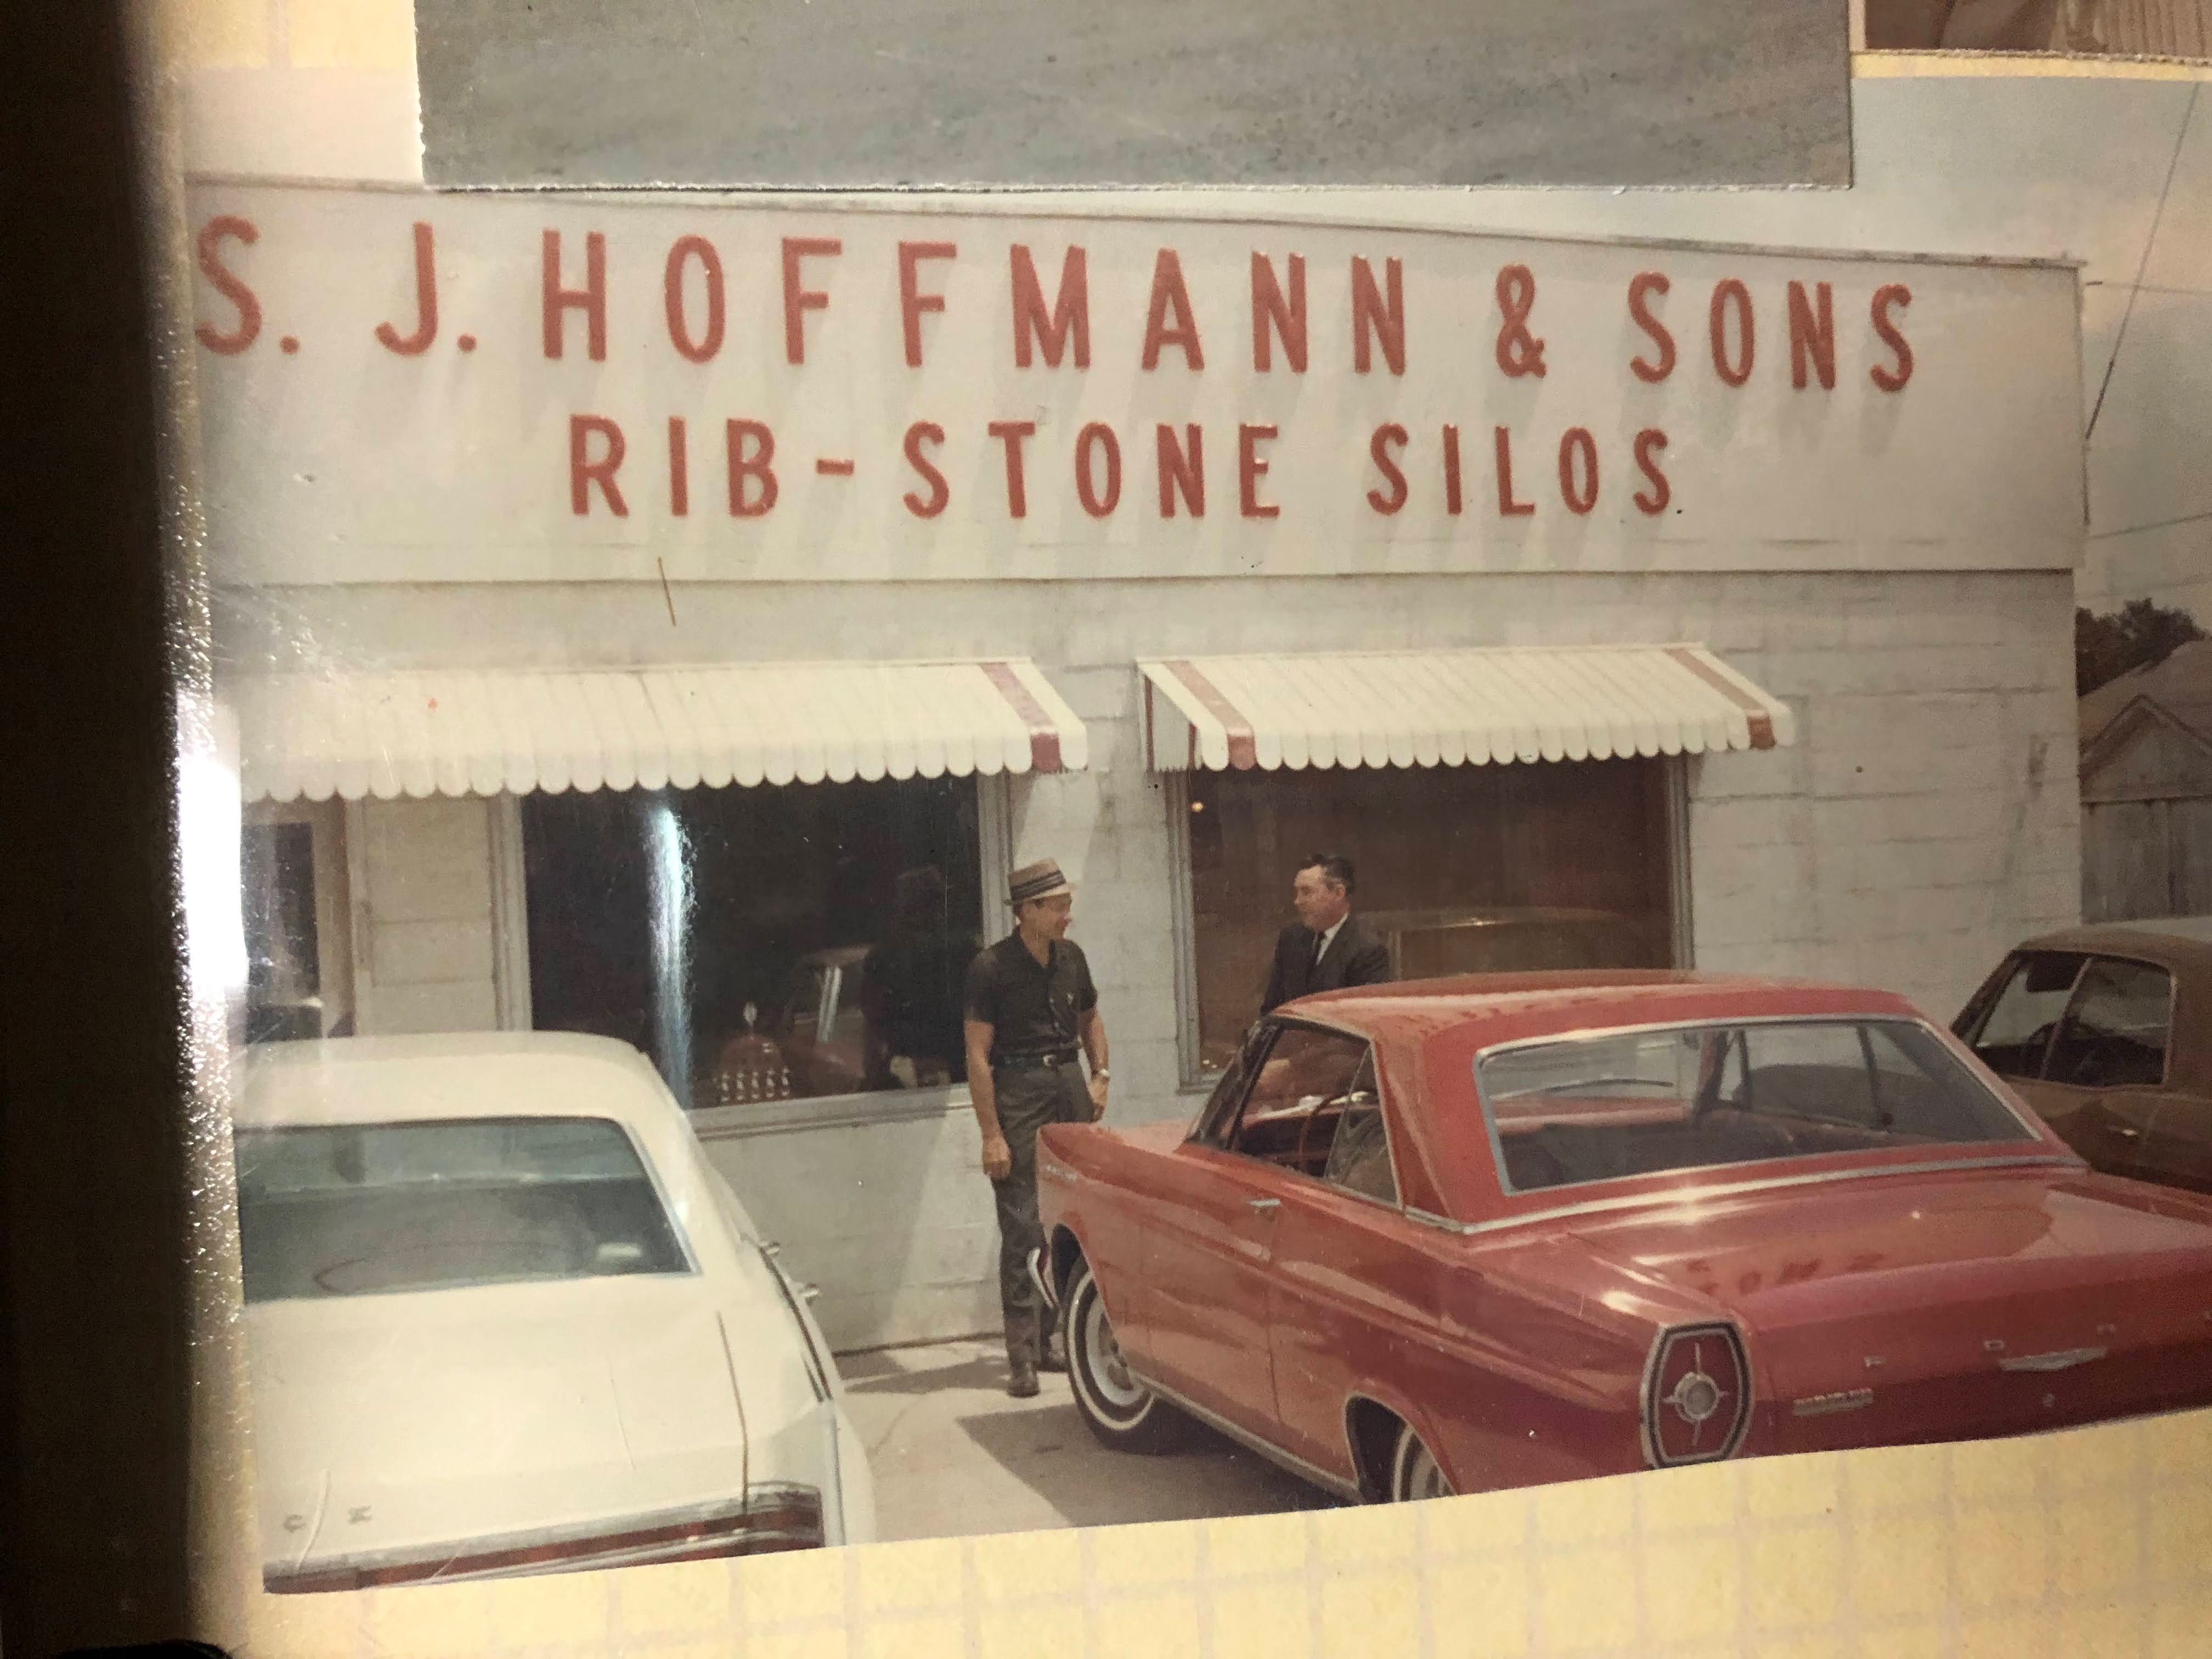 S. J. HOFFMANN & SONS
RIB-STONE SILOS
F O R